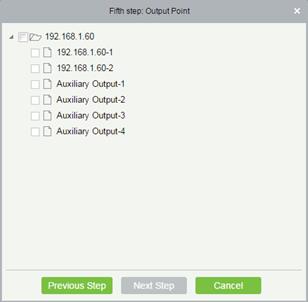 Fifth step: Output Point
192.168.1.60
192.168.1.60-1
192.168.1.60-2
Auxiliary Output-1
Auxiliary Output-2
Auxiliary Output-3
Auxiliary Output-4
Previous Step Next Step Cancel